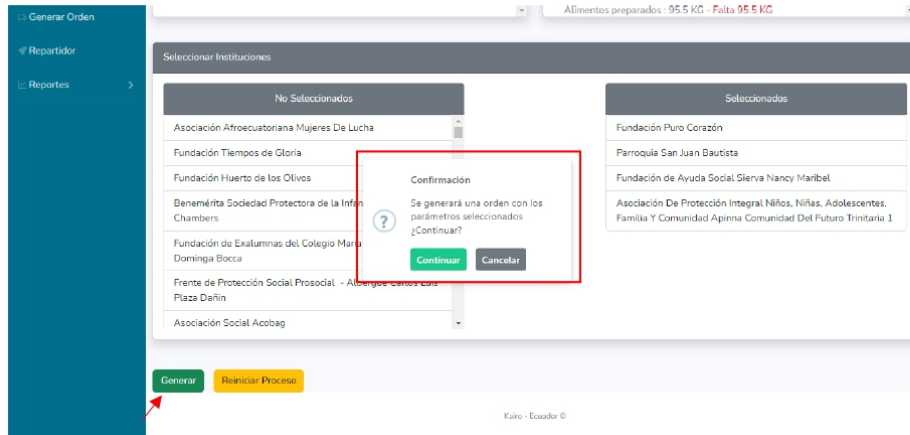 Generar Orden
Alimentos preparados : 95.5 KG - Falta 95.5 KG
Repartidor
Seleccionar Instituciones
Reportes
No Seleccionados
Seleccionados
Asociación Afroecuatoriana Mujeres De Lucha
Fundación Puro Corazón
Fundación Tiempos de Gloria
Parroquia San Juan Bautista
Fundación Huerto de los Olivos
Confirmación
Fundación de Ayuda Social Sierva Nancy Maribel
Benemérita Sociedad Protectora de la Infan
Chambers
Se generará una orden con los
parámetros seleccionados
¿Continuar?
Asociación De Protección Integral Niños, Niñas, Adolescentes,
Familia Y Comunidad Apinna Comunidad Del Futuro Trinitaria 1
Fundación de Exalumnas del Colegio María
Dominga Bocca
Continuar
Cancelar
Frente de Protección Social Prosocial - Albergue Carlos Luis
Plaza Dañin
Asociación Social Acobag
Generar
Reiniciar Proceso
Kairo - Ecuador ©